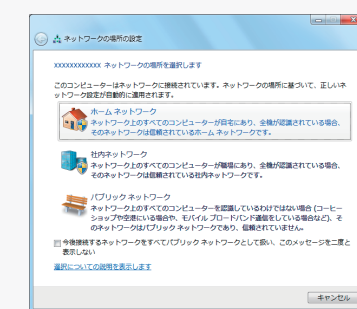 ネットワークの場所の設定
xxxxxxxxxxxx ネットワークの場所を選択します
このコンピューターはネットワークに接続されています。ネットワークの場所に基づいて、正しいネ
ットワーク設定が自動的に適用されます。
ホーム ネットワーク
ネットワーク上のすべてのコンピューターが自宅にあり、全機が認識されている場合、
そのネットワークは信頼されているホーム ネットワークです。
社内ネットワーク
ネットワーク上のすべてのコンピューターが職場にあり、全機が認識されている場合、
そのネットワークは信頼されている社内ネットワークです。
パブリック ネットワーク
ネットワーク上のすべてのコンピューターを認識しているわけではない場合 (コーヒー
ショップや空港にいる場合や、モバイル ブロードバンド通信をしている場合など)、そ
のネットワークはパブリック ネットワークであり、信頼されていません。
今後接続するネットワークをすべてパブリック ネットワークとして扱い、このメッセージを二度と
表示しない
選択についての説明を表示します
キャンセル